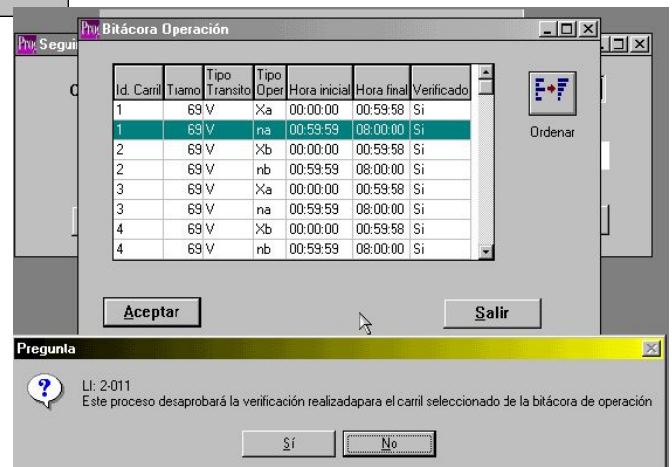 Bitácora Operación
Segui
Id. Carril Tramo Tipo Transito Tipo Oper Hora inicial Hora final Verificado
1 69 V Xa 00:00:00 00:59:58 Si
1 69 V na 00:59:59 08:00:00 Si
2 69 V Xb 00:00:00 00:59:58 Si
2 69 V nb 00:59:59 08:00:00 Si
3 69 V Xa 00:00:00 00:59:58 Si
3 69 V na 00:59:59 08:00:00 Si
4 69 V Xb 00:00:00 00:59:58 Si
4 69 V nb 00:59:59 08:00:00 Si
Ordenar
Aceptar
Salir
Pregunta
LI: 2-011
Este proceso desaprobará la verificación realizadapara el carril seleccionado de la bitácora de operación
Sí
No